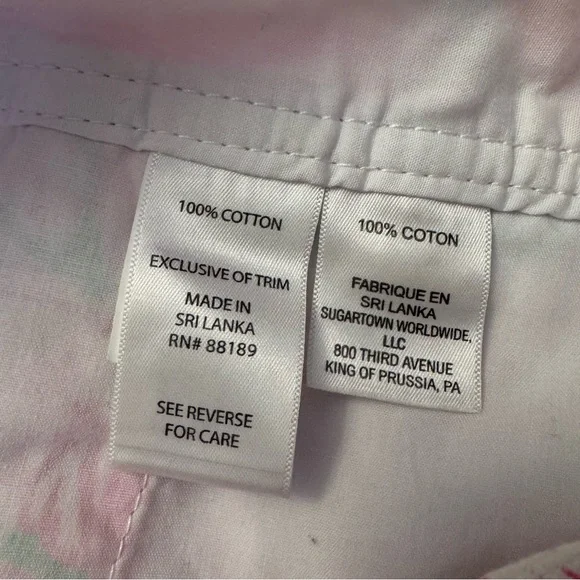 100% COTTON
EXCLUSIVE OF TRIM
MADE IN
SRI LANKA
RN# 88189
SEE REVERSE
FOR CARE
100% COTON
FABRIQUE EN
SRI LANKA
SUGARTOWN WORLDWIDE,
LLC
800 THIRD AVENUE
KING OF PRUSSIA, PA